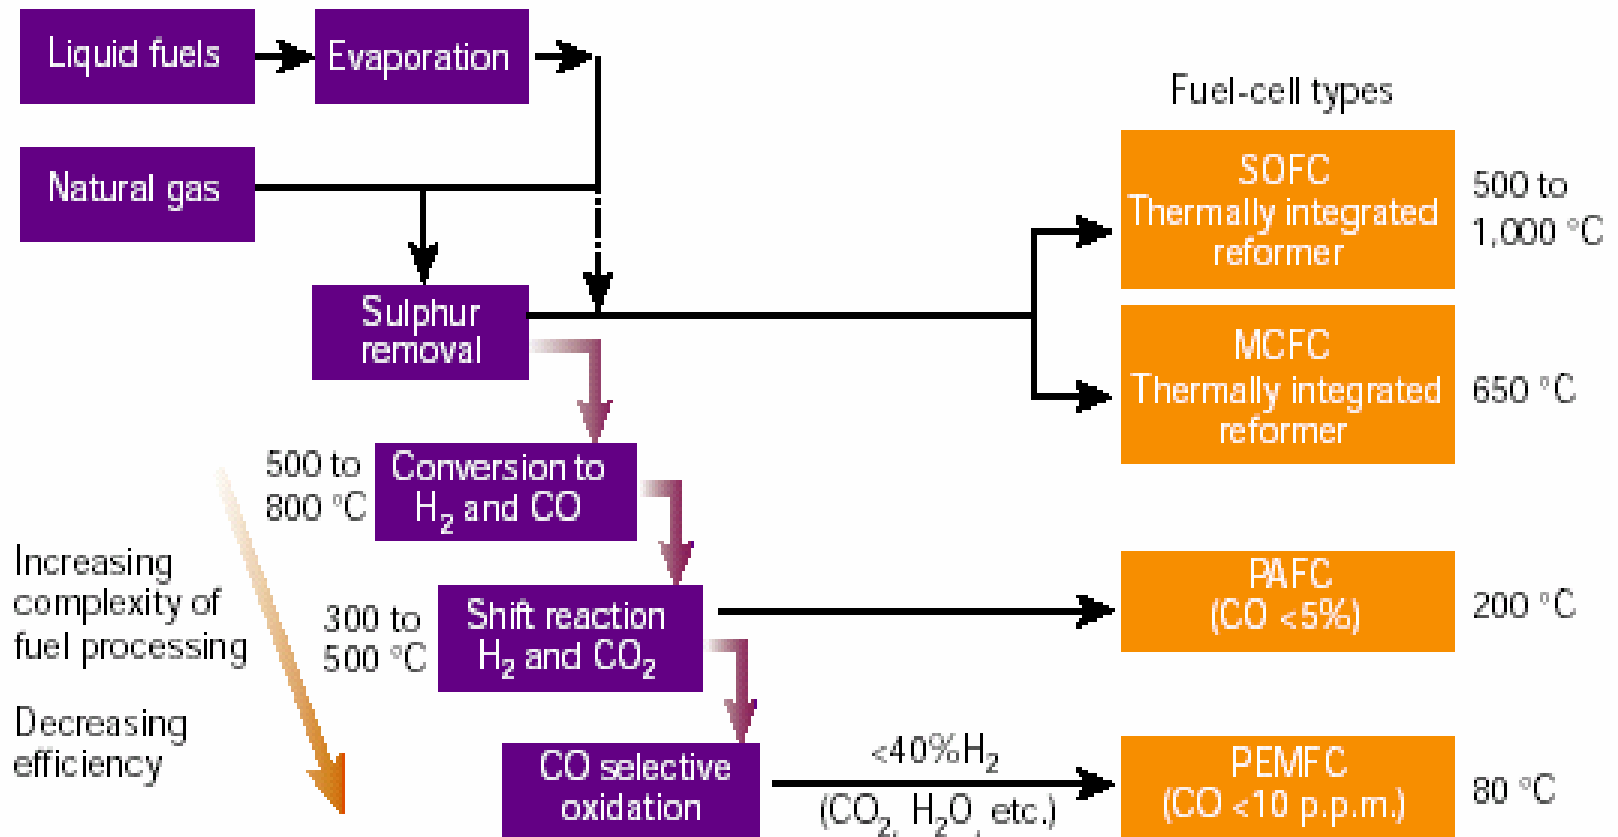 Liquid fuels
Evaporation
Fuel-cell types
Natural gas
SOFC
Thermally integrated
reformer
500 to
1,000 °C
Sulphur
removal
MCFC
Thermally integrated
reformer
650 °C
500 to
800 °C
Conversion to
H₂ and CO
Increasing
complexity of
fuel processing
300 to
500 °C
Shift reaction
H₂ and CO₂
PAFC
(CO <5%)
200 °C
Decreasing
efficiency
CO selective
oxidation
<40%H₂
(CO₂, H₂O, etc.)
PEMFC
(CO <10 p.p.m.)
80 °C